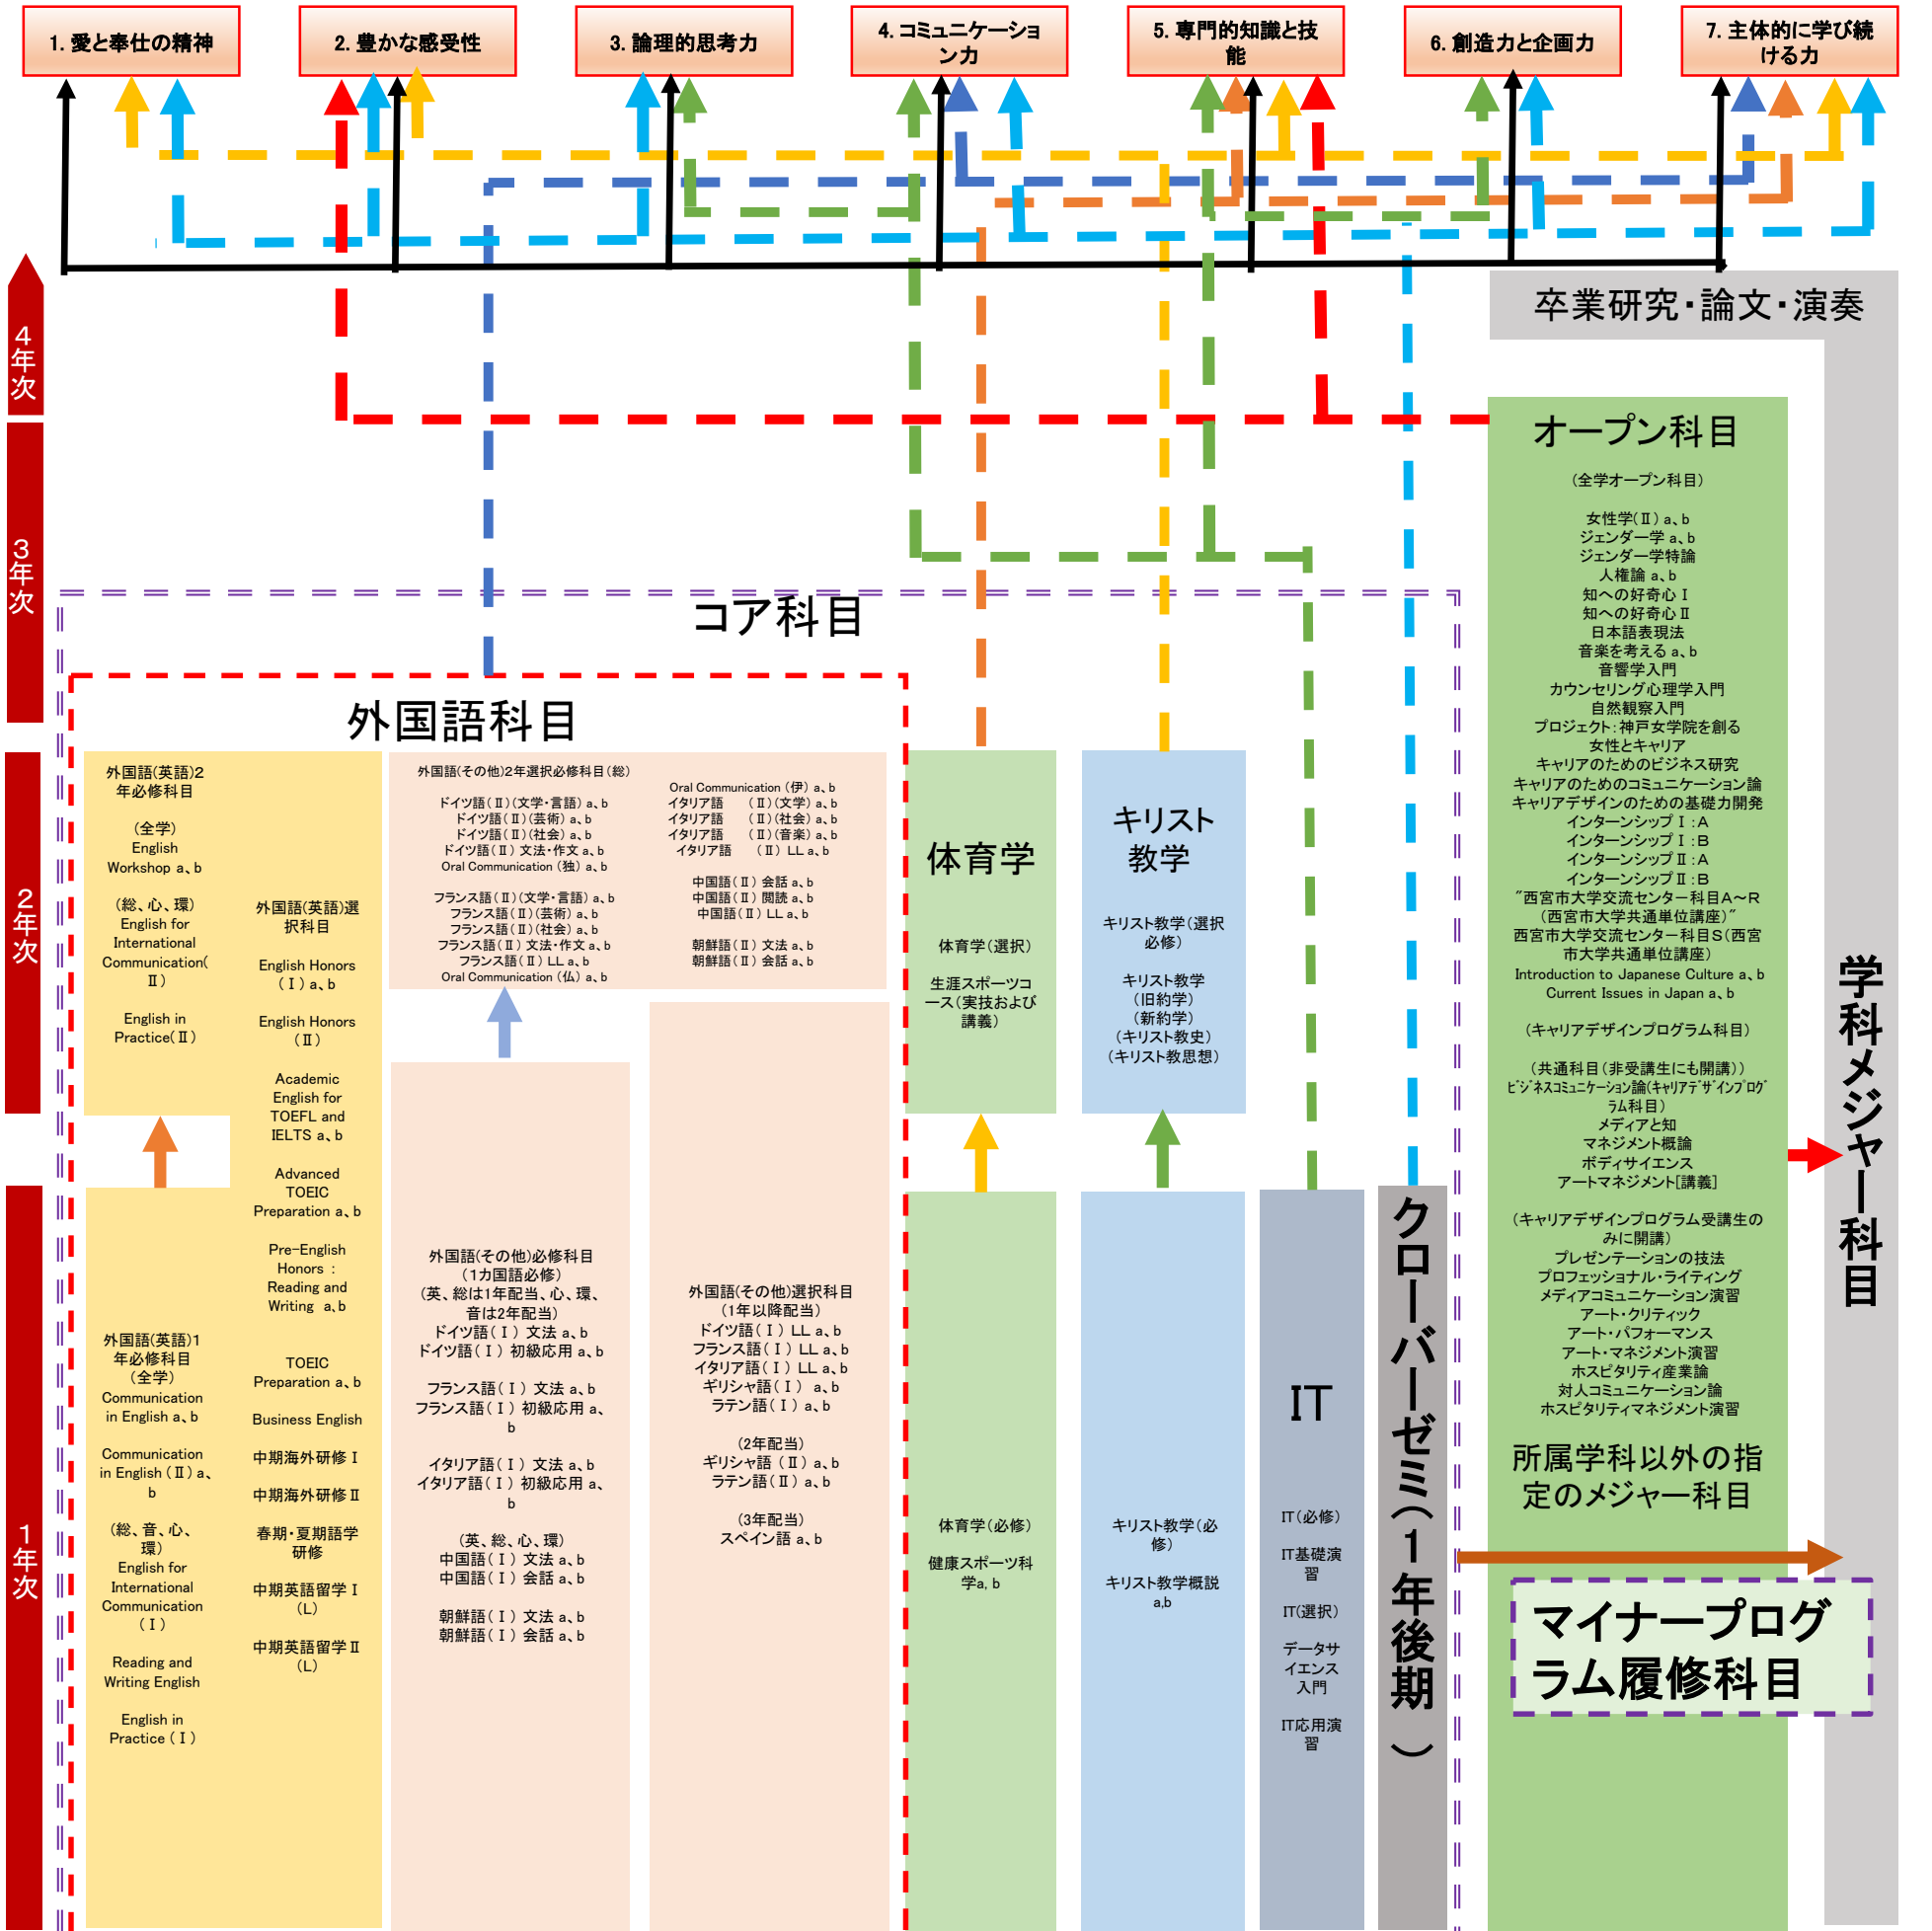 1. 愛と奉仕の精神
2. 豊かな感受性
3. 論理的思考力
4. コミュニケーショ
ン力
5. 専門的知識と技
能
6. 創造力と企画力
7. 主体的に学び続
ける力
4年次
3年次
2年次
1年次
卒業研究・論文・演奏
学科メジャー科目
コア科目
外国語科目
外国語(英語)2
年必修科目
(全学)
English
Workshop a、b
(総、心、環)
English for
International
Communication(
Ⅱ)
English in
Practice(Ⅱ)
外国語(英語)1
年必修科目
(全学)
Communication
in English a、b
Communication
in English (Ⅱ) a、
b
(総、音、心、
環)
English for
International
Communication
(Ⅰ)
Reading and
Writing English
English in
Practice (Ⅰ)
外国語(英語)選
択科目
English Honors
(Ⅰ) a、b
English Honors
(Ⅱ)
Academic
English for
TOEFL and
IELTS a、b
Advanced
TOEIC
Preparation a、b
Pre-English
Honors :
Reading and
Writing a、b
TOEIC
Preparation a、b
Business English
中期海外研修Ⅰ
中期海外研修Ⅱ
春期・夏期語学
研修
中期英語留学Ⅰ
(L)
中期英語留学Ⅱ
(L)
外国語(その他)2年選択必修科目(総)
ドイツ語(Ⅱ)(文学・言語) a、b
ドイツ語(Ⅱ)(芸術) a、b
ドイツ語(Ⅱ)(社会) a、b
ドイツ語(Ⅱ) 文法・作文 a、b
Oral Communication (独) a、b
フランス語(Ⅱ)(文学・言語) a、b
フランス語(Ⅱ)(芸術) a、b
フランス語(Ⅱ)(社会) a、b
フランス語(Ⅱ) 文法・作文 a、b
フランス語(Ⅱ) LL a、b
Oral Communication (仏) a、b
Oral Communication (伊) a、b
イタリア語 (Ⅱ)(文学) a、b
イタリア語 (Ⅱ)(社会) a、b
イタリア語 (Ⅱ)(音楽) a、b
イタリア語 (Ⅱ) LL a、b
中国語(Ⅱ) 会話 a、b
中国語(Ⅱ) 閲読 a、b
中国語(Ⅱ) LL a、b
朝鮮語(Ⅱ) 文法 a、b
朝鮮語(Ⅱ) 会話 a、b
外国語(その他)必修科目
(1カ国語必修)
(英、総は1年配当、心、環、
音は2年配当)
ドイツ語(Ⅰ) 文法 a、b
ドイツ語(Ⅰ) 初級応用 a、b
フランス語(Ⅰ) 文法 a、b
フランス語(Ⅰ) 初級応用 a、
b
イタリア語(Ⅰ) 文法 a、b
イタリア語(Ⅰ) 初級応用 a、
b
(英、総、心、環)
中国語(Ⅰ) 文法 a、b
中国語(Ⅰ) 会話 a、b
朝鮮語(Ⅰ) 文法 a、b
朝鮮語(Ⅰ) 会話 a、b
外国語(その他)選択科目
(1年以降配当)
ドイツ語(Ⅰ) LL a、b
フランス語(Ⅰ) LL a、b
イタリア語(Ⅰ) LL a、b
ギリシャ語(Ⅰ) a、b
ラテン語(Ⅰ) a、b
(2年配当)
ギリシャ語 (Ⅱ) a、b
ラテン語(Ⅱ) a、b
(3年配当)
スペイン語 a、b
体育学
体育学(選択)
生涯スポーツコ
ース(実技および
講義)
体育学(必修)
健康スポーツ科
学a, b
キリスト
教学
キリスト教学(選択
必修)
キリスト教学
(旧約学)
(新約学)
(キリスト教史)
(キリスト教思想)
キリスト教学(必
修)
キリスト教学概説
a,b
IT
IT(必修)
IT基礎演
習
IT(選択)
データサ
イエンス
入門
IT応用演
習
クローバーゼミ(1年後期 )
オープン科目
(全学オープン科目)
女性学(Ⅱ) a、b
ジェンダー学 a、b
ジェンダー学特論
人権論 a、b
知への好奇心Ⅰ
知への好奇心Ⅱ
日本語表現法
音楽を考える a、b
音響学入門
カウンセリング心理学入門
自然観察入門
プロジェクト:神戸女学院を創る
女性とキャリア
キャリアのためのビジネス研究
キャリアのためのコミュニケーション論
キャリアデザインのための基礎力開発
インターンシップⅠ:A
インターンシップⅠ:B
インターンシップⅡ:A
インターンシップⅡ:B
"西宮市大学交流センター科目A～R
(西宮市大学共通単位講座)"
西宮市大学交流センター科目S(西宮
市大学共通単位講座)
Introduction to Japanese Culture a、b
Current Issues in Japan a、b
(キャリアデザインプログラム科目)
(共通科目(非受講生にも開講))
ビジネスコミュニケーション論(キャリアデザインプログ
ラム科目)
メディアと知
マネジメント概論
ボディサイエンス
アートマネジメント[講義]
(キャリアデザインプログラム受講生の
みに開講)
プレゼンテーションの技法
プロフェッショナル・ライティング
メディアコミュニケーション演習
アート・クリティック
アート・パフォーマンス
アート・マネジメント演習
ホスピタリティ産業論
対人コミュニケーション論
ホスピタリティマネジメント演習
所属学科以外の指
定のメジャー科目
マイナープログ
ラム履修科目